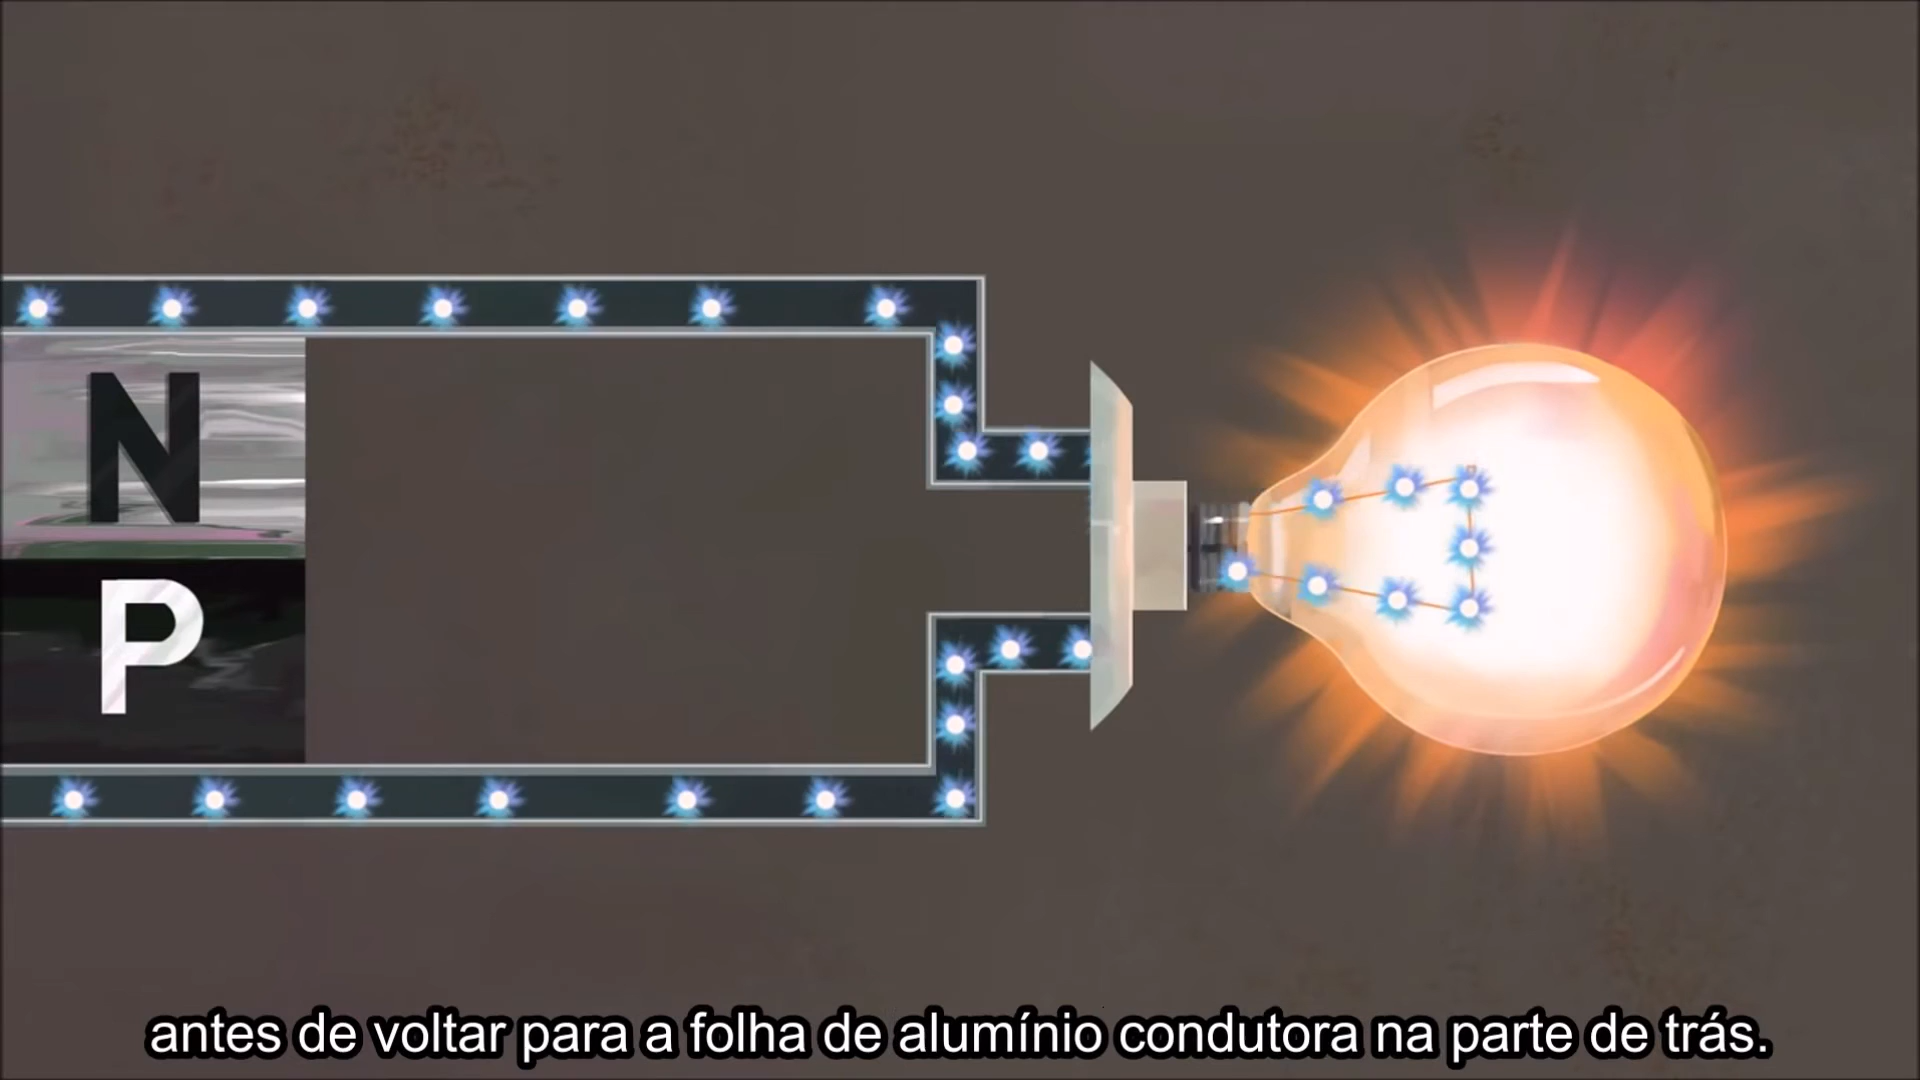 N
P
antes de voltar para a folha de alumínio condutora na parte de trás.